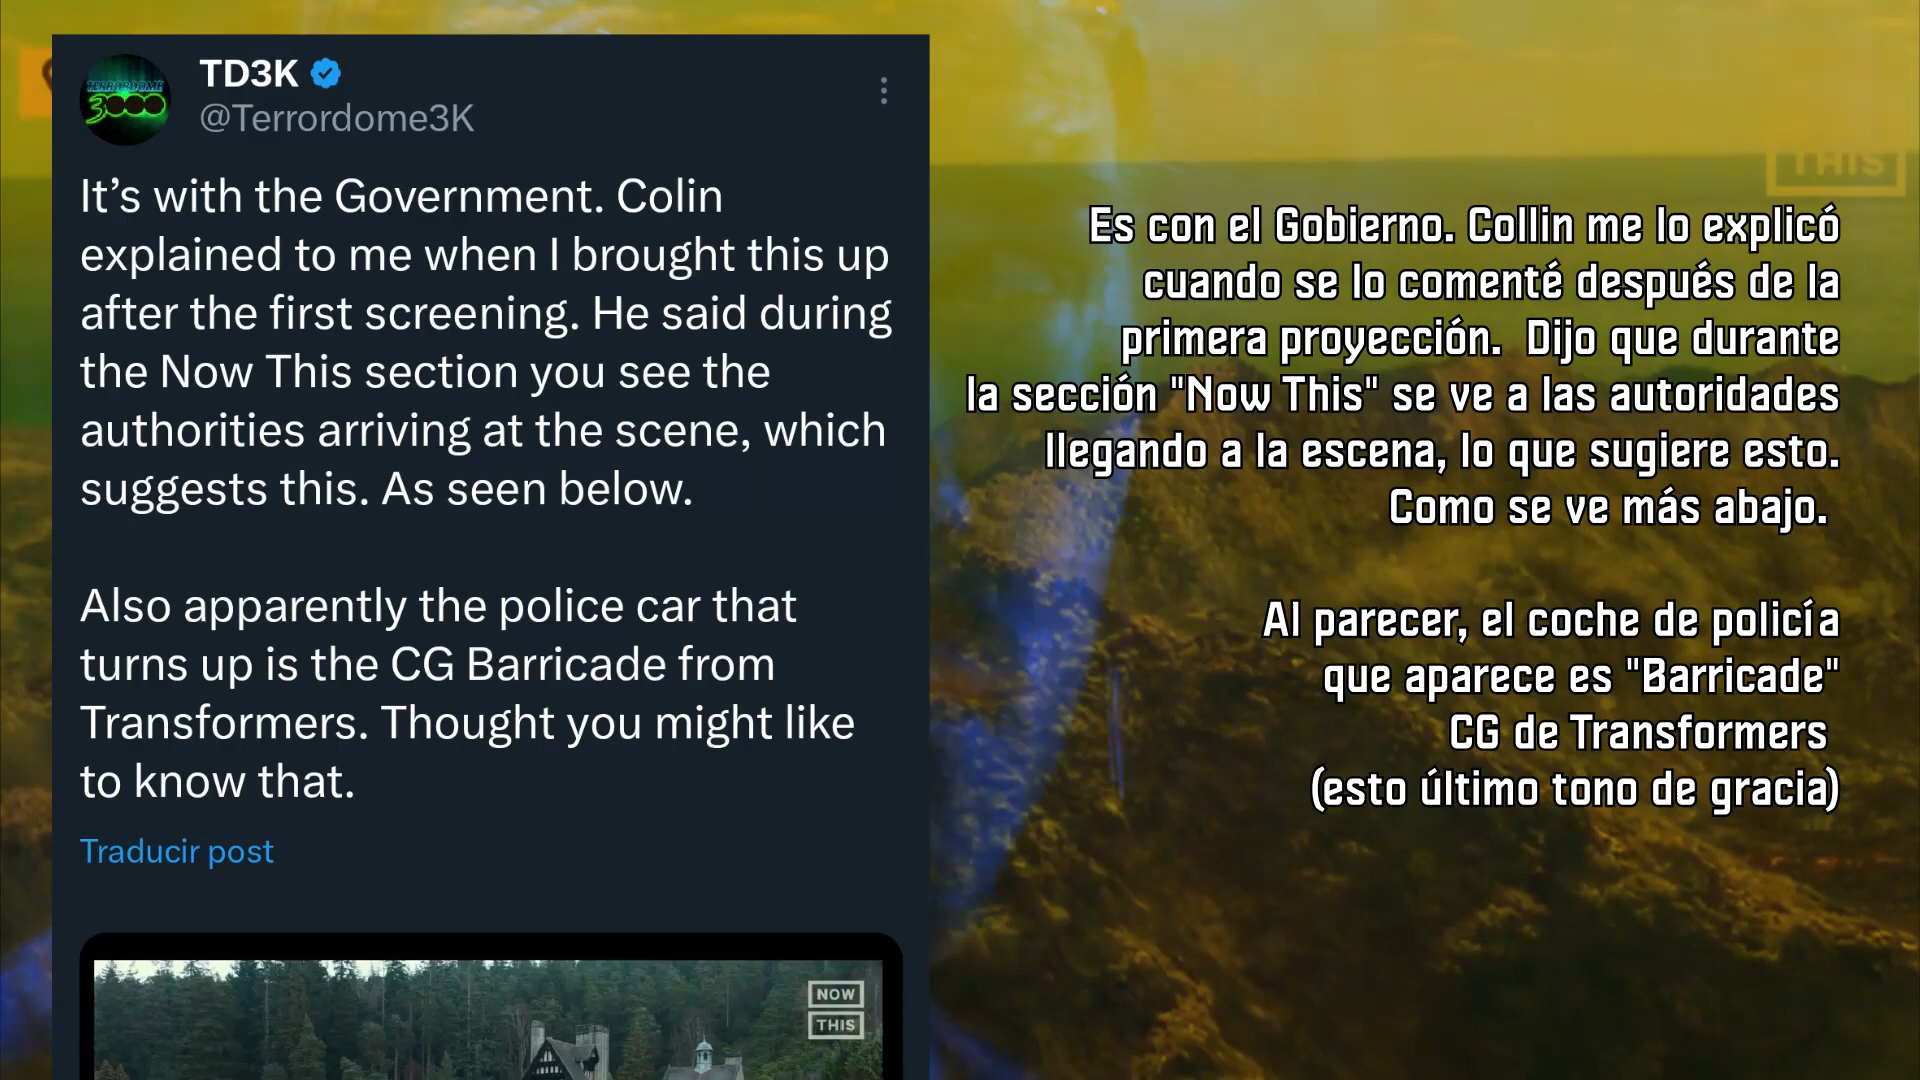 TERRORDOME
3000
TD3K
@Terrordome3K
It’s with the Government. Colin
explained to me when I brought this up
after the first screening. He said during
the Now This section you see the
authorities arriving at the scene, which
suggests this. As seen below.
Also apparently the police car that
turns up is the CG Barricade from
Transformers. Thought you might like
to know that.
Traducir post
NOW
THIS
THIS
Es con el Gobierno. Collin me lo explicó
cuando se lo comenté después de la
primera proyección. Dijo que durante
la sección "Now This" se ve a las autoridades
llegando a la escena, lo que sugiere esto.
Como se ve más abajo.
Al parecer, el coche de policía
que aparece es "Barricade"
CG de Transformers
(esto último tono de gracia)